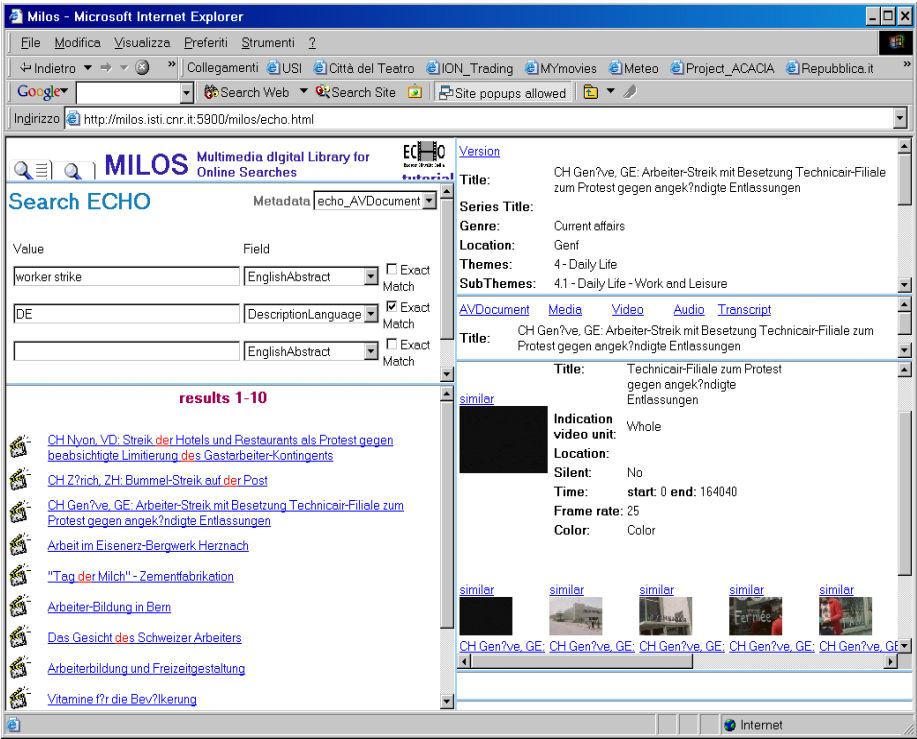 Milos - Microsoft Internet Explorer
File Modifica Visualizza Preferiti Strumenti ?
Indietro » Collegamenti USI Città del Teatro ION_Trading MYmovies Meteo Project_ACACIA Repubblica.it »
Google Search Web Search Site Site popups allowed
Indirizzo http://milos.isti.cnr.it:5900/milos/echo.html
MILOS Multimedia dIgital Library for
Online Searches
ECHO
tutorial
Search ECHO Metadata echo_AVDocument
Value Field
worker strike EnglishAbstract Exact
Match
DE DescriptionLanguage Exact
Match
EnglishAbstract Exact
Match
results 1-10
CH Nyon, VD: Streik der Hotels und Restaurants als Protest gegen
beabsichtigte Limitierung des Gastarbeiter-Kontingents
CH Z?rich, ZH: Bummel-Streik auf der Post
CH Gen?ve, GE: Arbeiter-Streik mit Besetzung Technicair-Filiale zum
Protest gegen angek?ndigte Entlassungen
Arbeit im Eisenerz-Bergwerk Herznach
"Tag der Milch" - Zementfabrikation
Arbeiter-Bildung in Bern
Das Gesicht des Schweizer Arbeiters
Arbeiterbildung und Freizeitgestaltung
Vitamine f?r die Bev?lkerung
Version
Title: CH Gen?ve, GE: Arbeiter-Streik mit Besetzung Technicair-Filiale
zum Protest gegen angek?ndigte Entlassungen
Series Title:
Genre: Current affairs
Location: Genf
Themes: 4 - Daily Life
SubThemes: 4.1 - Daily Life - Work and Leisure
AVDocument Media Video Audio Transcript
Title: CH Gen?ve, GE: Arbeiter-Streik mit Besetzung Technicair-Filiale zum
Protest gegen angek?ndigte Entlassungen
Title: Technicair-Filiale zum Protest
gegen angek?ndigte
Entlassungen
similar
Indication
video unit: Whole
Location:
Silent: No
Time: start: 0 end: 164040
Frame rate: 25
Color: Color
similar similar similar similar similar
Fermée
CH Gen?ve, GE: CH Gen?ve, GE: CH Gen?ve, GE: CH Gen?ve, GE: CH Gen?ve, GE
Internet